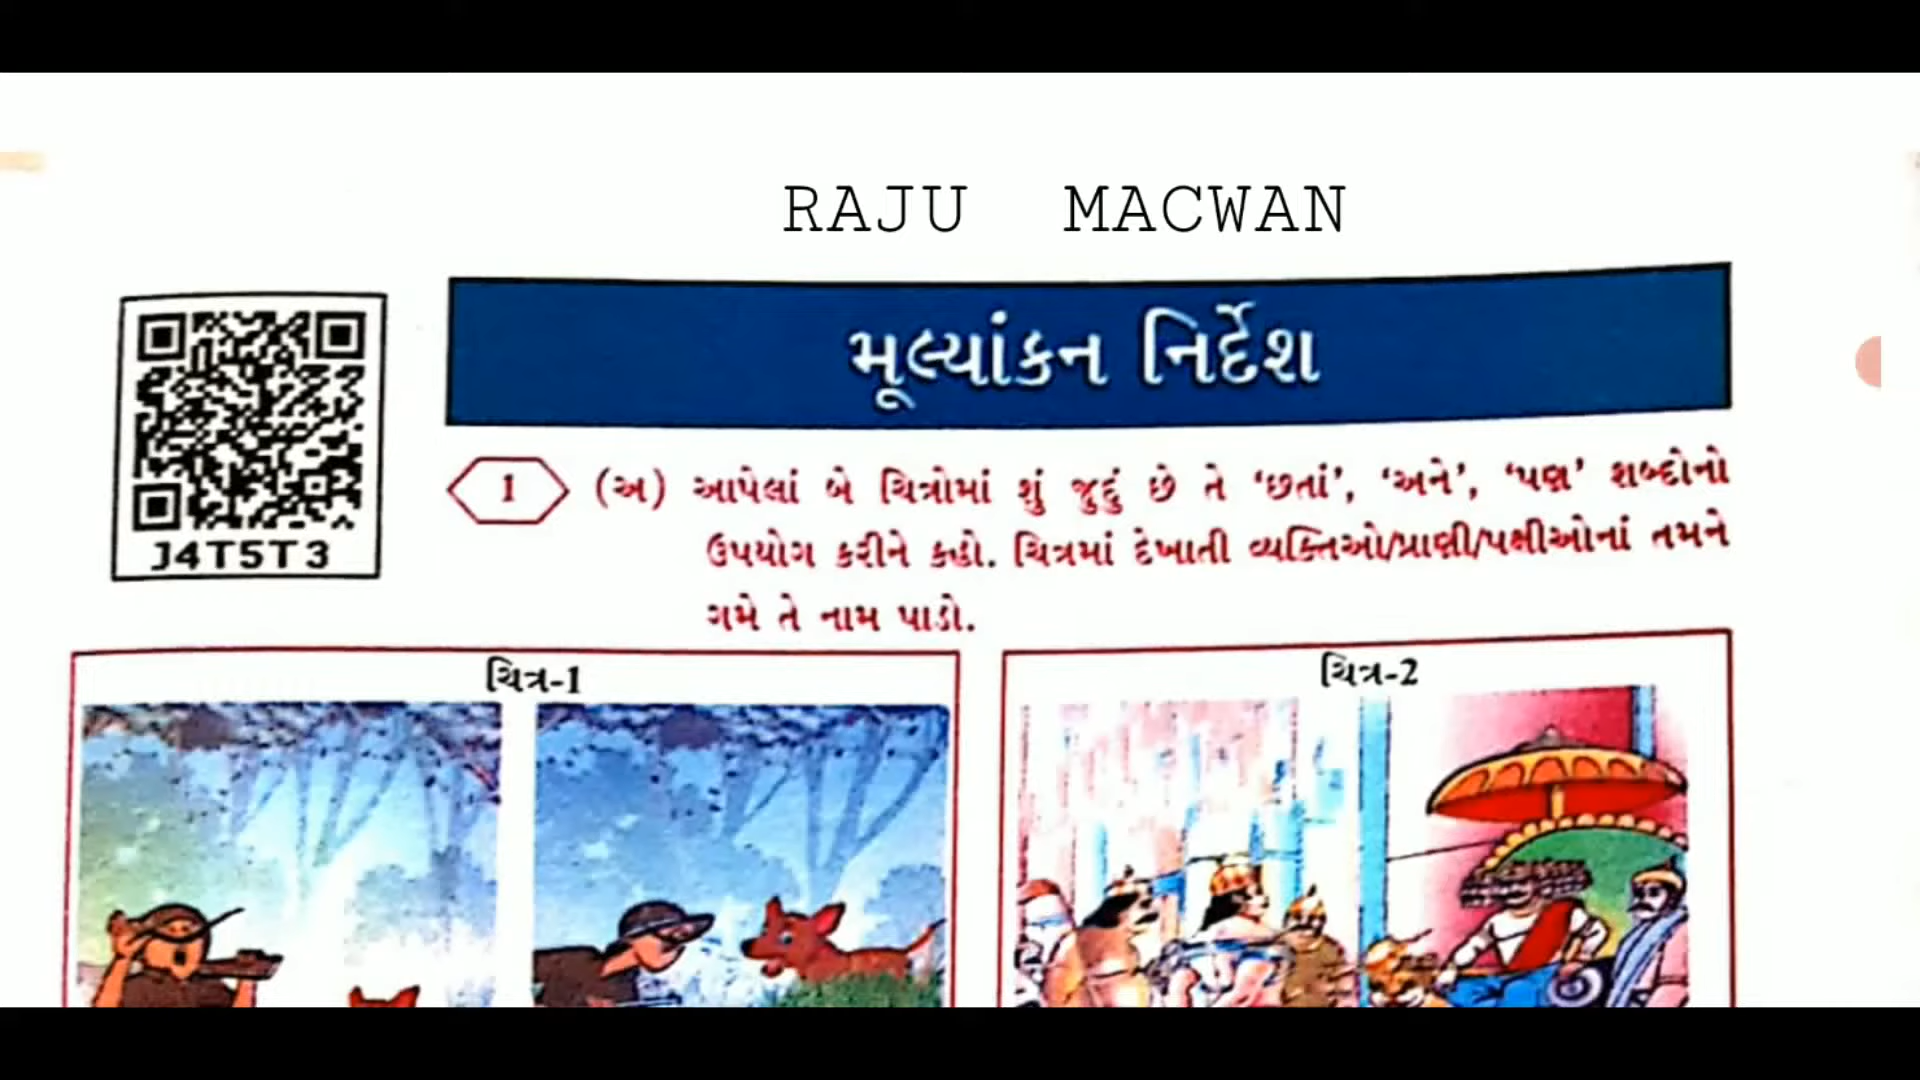 RAJU MACWAN
મૂલ્યાંકન નિર્દેશ
J4T5T3
1 (અ) આપેલાં બે ચિત્રોમાં શું જુદું છે તે ‘છતાં’, ‘અને’, ‘પણ’ શબ્દોનો
ઉપયોગ કરીને કહો. ચિત્રમાં દેખાતી વ્યક્તિઓ/પ્રાણી/પક્ષીઓનાં તમને
ગમે તે નામ પાડો.
ચિત્ર-1
ચિત્ર-2